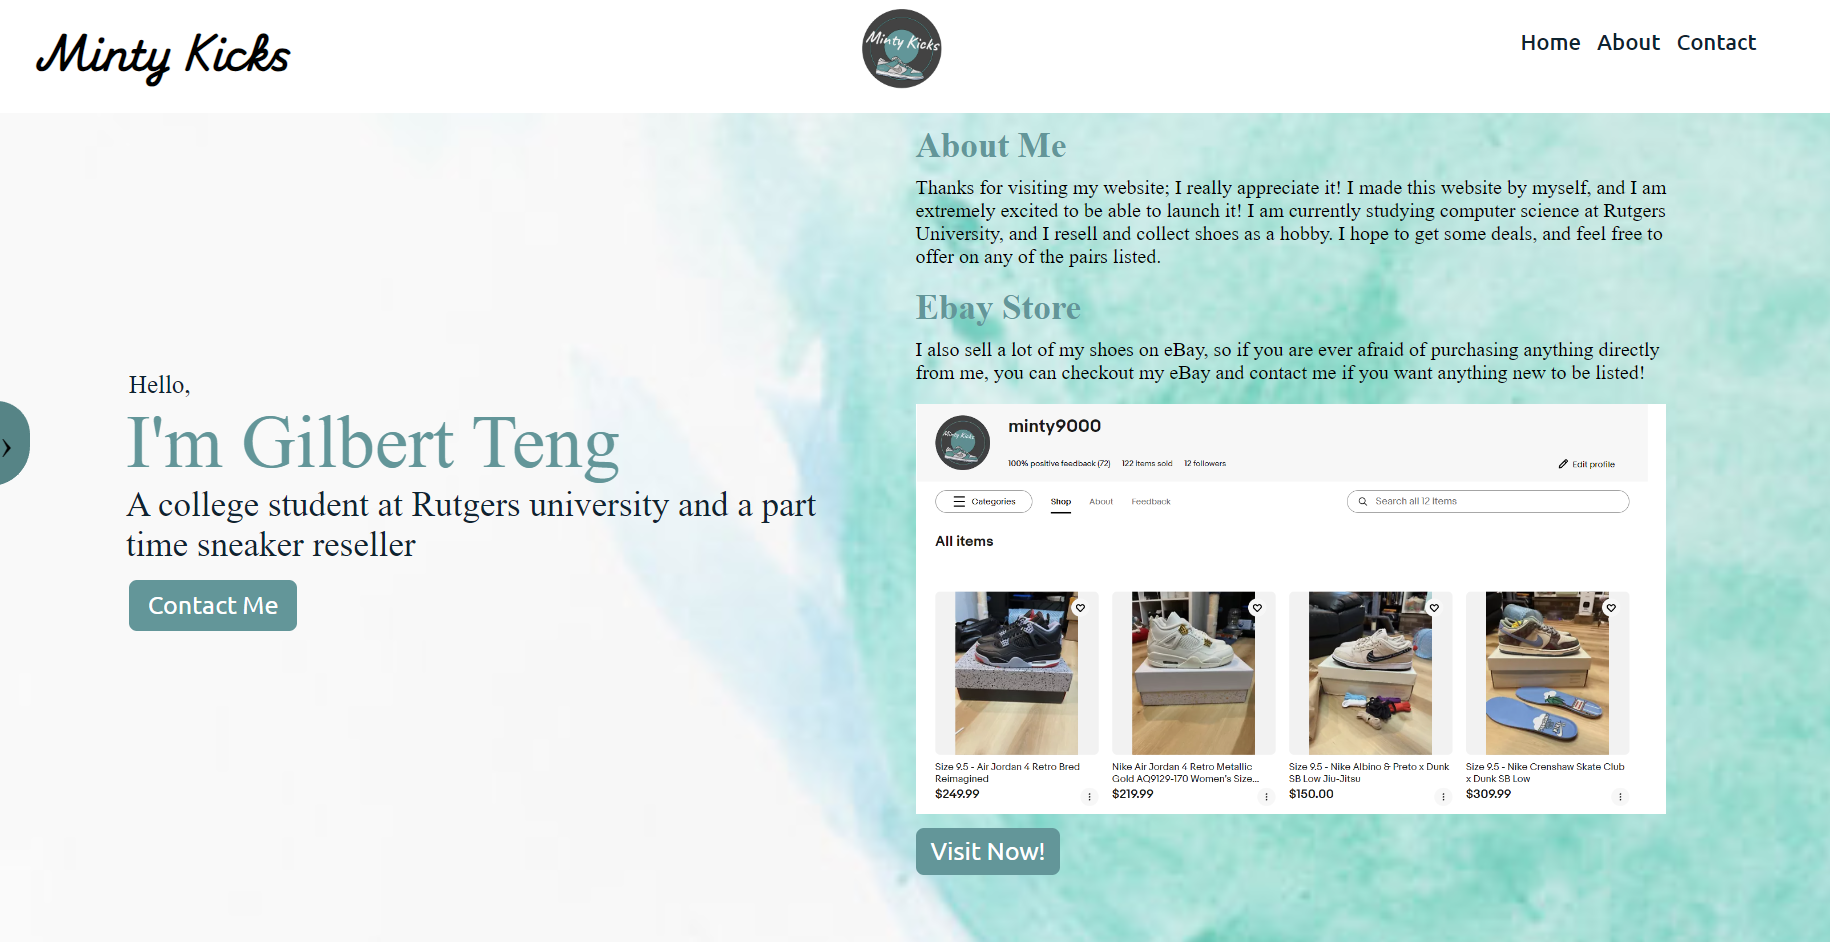 Minty Kicks
Minty Kicks
Home About Contact
Hello,
I'm Gilbert Teng
A college student at Rutgers university and a part
time sneaker reseller
Contact Me
About Me
Thanks for visiting my website; I really appreciate it! I made this website by myself, and I am
extremely excited to be able to launch it! I am currently studying computer science at Rutgers
University, and I resell and collect shoes as a hobby. I hope to get some deals, and feel free to
offer on any of the pairs listed.
Ebay Store
I also sell a lot of my shoes on eBay, so if you are ever afraid of purchasing anything directly
from me, you can checkout my eBay and contact me if you want anything new to be listed!
Minty Kicks
minty9000
100% positive feedback (72) 122 items sold 12 followers
Edit profile
Categories Shop About Feedback
Search all 12 items
All items
Size 9.5 - Air Jordan 4 Retro Bred
Reimagined
$249.99
Nike Air Jordan 4 Retro Metallic
Gold AQ9129-170 Women's Size...
$219.99
Size 9.5 - Nike Albino & Preto x Dunk
SB Low Jiu-Jitsu
$150.00
Size 9.5 - Nike Crenshaw Skate Club
x Dunk SB Low
$309.99
Visit Now!